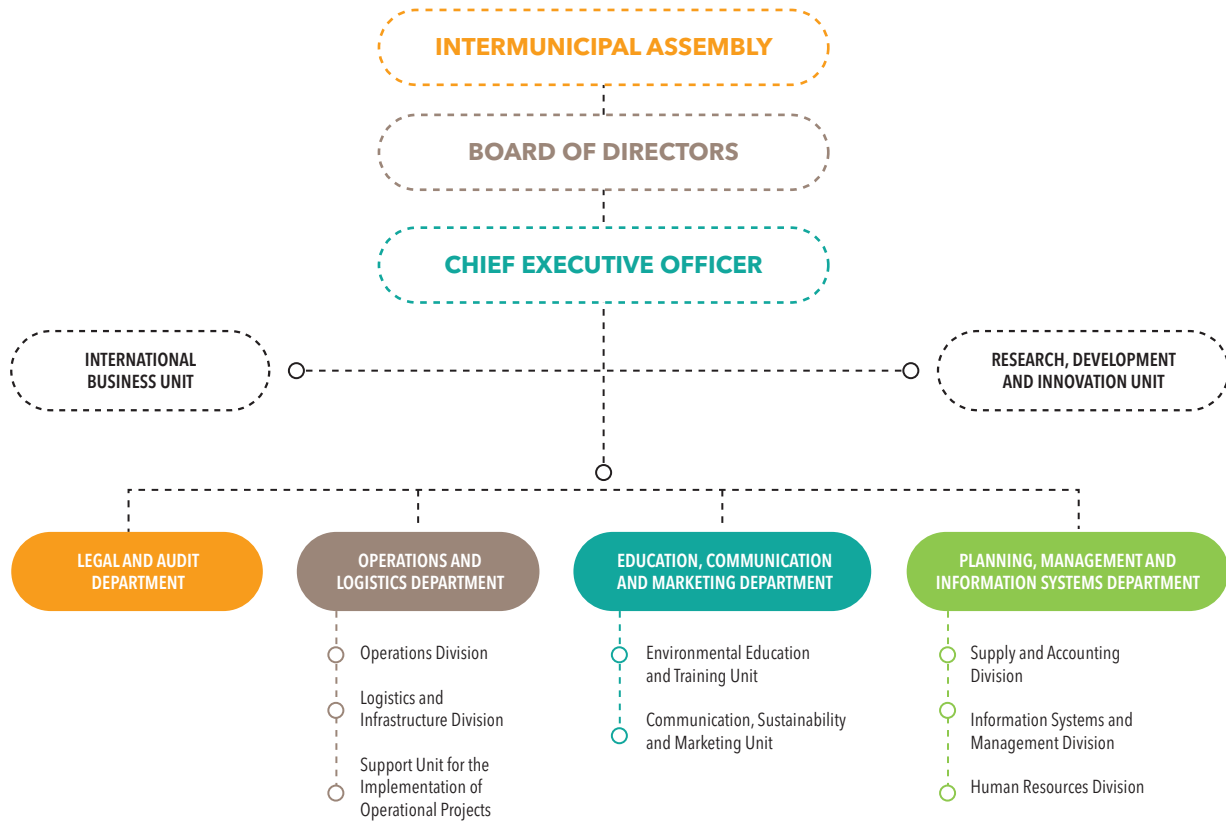 INTERMUNICIPAL ASSEMBLY
BOARD OF DIRECTORS
CHIEF EXECUTIVE OFFICER
INTERNATIONAL
BUSINESS UNIT
RESEARCH, DEVELOPMENT
AND INNOVATION UNIT
LEGAL AND AUDIT
DEPARTMENT
OPERATIONS AND
LOGISTICS DEPARTMENT
Operations Division
Logistics and
Infrastructure Division
Support Unit for the
Implementation of
Operational Projects
EDUCATION, COMMUNICATION
AND MARKETING DEPARTMENT
Environmental Education
and Training Unit
Communication, Sustainability
and Marketing Unit
PLANNING, MANAGEMENT AND
INFORMATION SYSTEMS DEPARTMENT
Supply and Accounting
Division
Information Systems and
Management Division
Human Resources Division